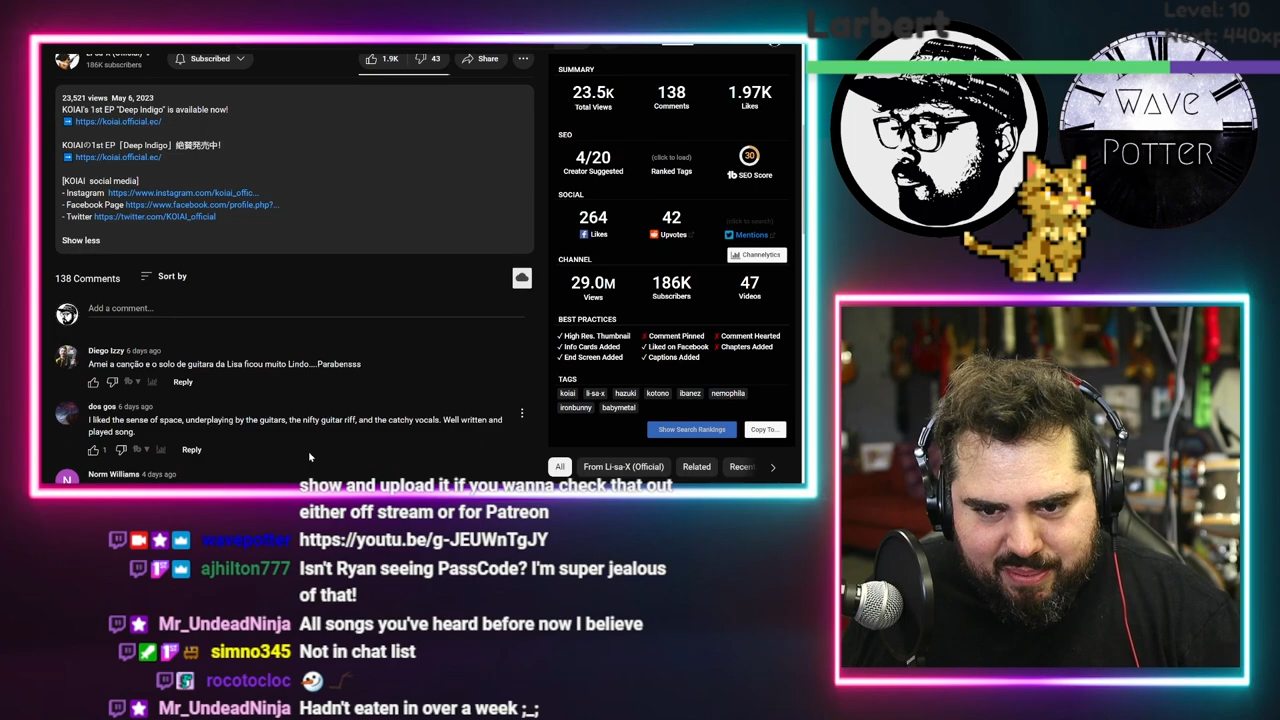 Larbert
Level: 10
Next: 440xp
WAVE
POTTER
186K subscribers
Subscribed
1.9K
43
Share
23,521 views May 6, 2023
KOIAI's 1st EP "Deep Indigo" is available now!
https://koiai.official.ec/
KOIAIの1st EP「Deep Indigo」絶賛発売中!
https://koiai.official.ec/
[KOIAI social media]
- Instagram https://www.instagram.com/koiai_offic...
- Facebook Page https://www.facebook.com/profile.php?...
- Twitter https://twitter.com/KOIAI_official
Show less
138 Comments
Sort by
Add a comment...
Diego Izzy 6 days ago
Amei a canção e o solo de guitara da Lisa ficou muito Lindo....Parabensss
Reply
dos gos 6 days ago
I liked the sense of space, underplaying by the guitars, the nifty guitar riff, and the catchy vocals. Well written and
played song.
1
Reply
N
Norm Williams 4 days ago
SUMMARY
23.5K 138 1.97K
Total Views Comments Likes
SEO
4/20 (click to load) 30
Creator Suggested Ranked Tags tb SEO Score
SOCIAL
264 42 (click to search)
Likes Upvotes Mentions
Channelytics
CHANNEL
29.0M 186K 47
Views Subscribers Videos
BEST PRACTICES
✓ High Res. Thumbnail ✗ Comment Pinned ✗ Comment Hearted
✓ Info Cards Added ✓ Liked on Facebook ✗ Chapters Added
✓ End Screen Added ✓ Captions Added
TAGS
koiai li-sa-x hazuki kotono ibanez nemophila
ironbunny babymetal
Show Search Rankings Copy To...
All From Li-sa-X (Official) Related Recen
show and upload it if you wanna check that out
either off stream or for Patreon
wavepotter https://youtu.be/g-JEUWnTgJY
ajhilton777 Isn't Ryan seeing PassCode? I'm super jealous
of that!
Mr_UndeadNinja All songs you've heard before now I believe
simno345 Not in chat list
rocotocloc
Mr_UndeadNinja Hadn't eaten in over a week ;_;